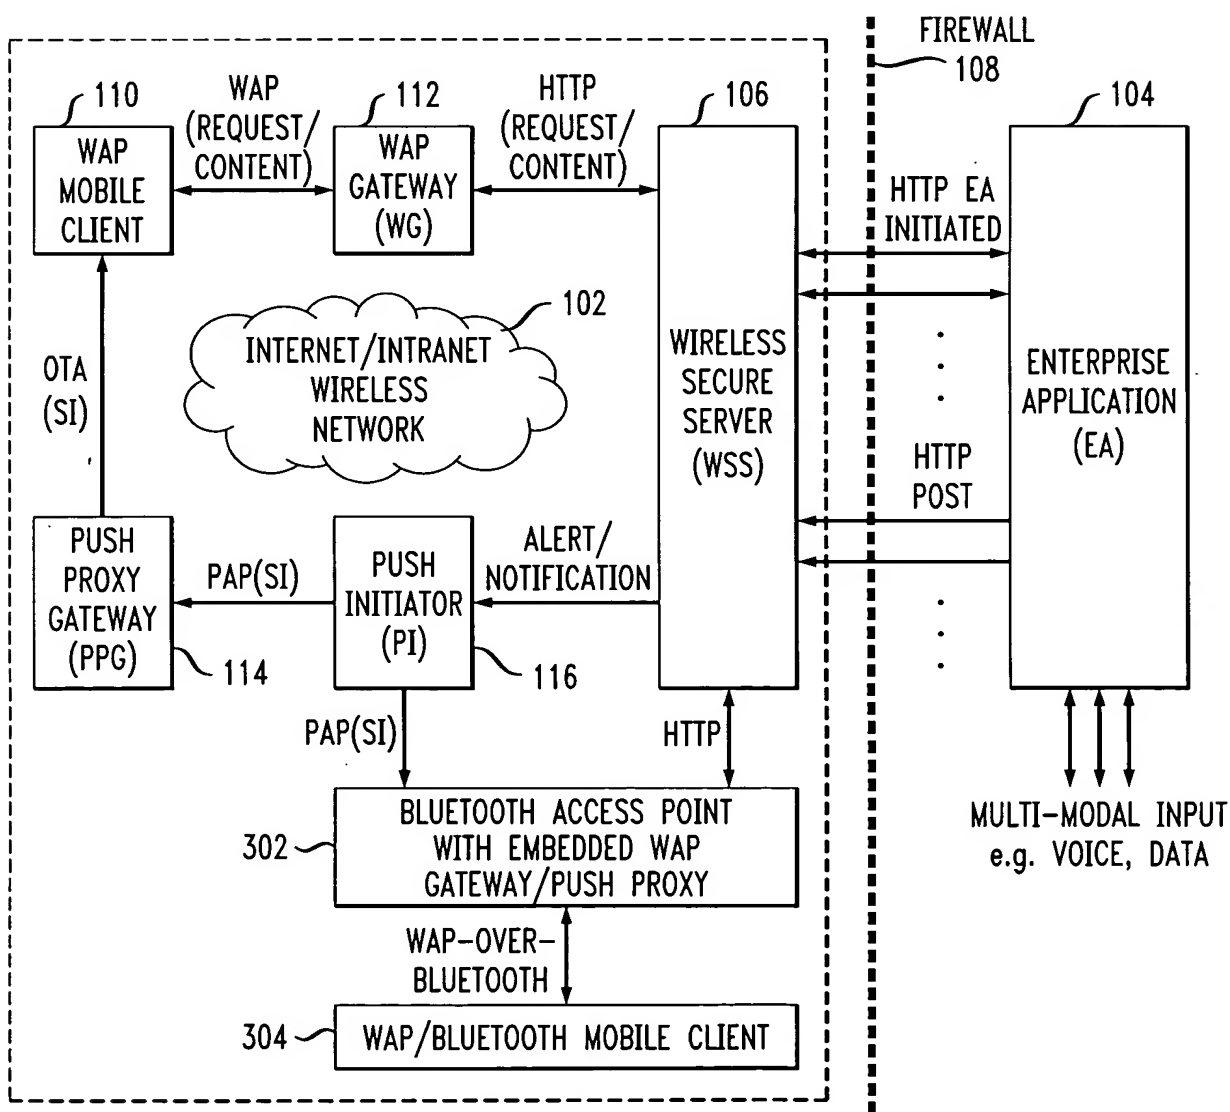 FIREWALL
108
110
WAP
(REQUEST/
CONTENT)
112
HTTP
(REQUEST/
CONTENT)
106
104
WAP
MOBILE
CLIENT
WAP
GATEWAY
(WG)
HTTP EA
INITIATED
102
INTERNET/INTRANET
WIRELESS
NETWORK
OTA
(SI)
WIRELESS
SECURE
SERVER
(WSS)
ENTERPRISE
APPLICATION
(EA)
HTTP
POST
PUSH
PROXY
GATEWAY
(PPG)
114
PAP(SI)
PUSH
INITIATOR
(PI)
116
ALERT/
NOTIFICATION
PAP(SI)
HTTP
302
BLUETOOTH ACCESS POINT
WITH EMBEDDED WAP
GATEWAY/PUSH PROXY
MULTI-MODAL INPUT
e.g. VOICE, DATA
WAP-OVER-
BLUETOOTH
304
WAP/BLUETOOTH MOBILE CLIENT